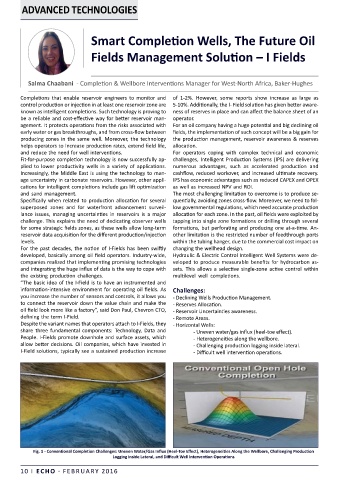 ADVANCED TECHNOLOGIES
Smart Completion Wells, The Future Oil
Fields Management Solution – I Fields
Salma Chaabani - Completion & Wellbore Interventions Manager for West-North Africa, Baker-Hughes
Completions that enable reservoir engineers to monitor and
control production or injection in at least one reservoir zone are
known as intelligent completions. Such technology is proving to
be a reliable and cost-effective way for better reservoir man-
agement. It protects operations from the risks associated with
early water or gas breakthroughs, and from cross-flow between
producing zones in the same well. Moreover, the technology
helps operators to increase production rates, extend field life,
and reduce the need for well interventions.
Fit-for-purpose completion technology is now successfully ap-
plied to lower productivity wells in a variety of applications.
Increasingly, the Middle East is using the technology to man-
age uncertainty in carbonate reservoirs. However, other appli-
cations for intelligent completions include gas lift optimization
and sand management.
Specifically when related to production allocation for several
superposed zones and for waterfront advancement surveil-
lance issues, managing uncertainties in reservoirs is a major
challenge. This explains the need of dedicating observer wells
for some strategic fields zones, as these wells allow long-term
reservoir data acquisition for the different production/injection
levels.
For the past decades, the notion of I-Fields has been swiftly
developed, basically among oil field operators. Industry-wide,
companies realized that implementing promising technologies
and integrating the huge influx of data is the way to cope with
the existing production challenges.
"The basic idea of the I-field is to have an instrumented and
information-intensive environment for operating oil fields. As
you increase the number of sensors and controls, it allows you
to connect the reservoir down the value chain and make the
oil field look more like a factory", said Don Paul, Chevron CTO,
defining the term I-Field.
Despite the variant names that operators attach to I-Fields, they
share three fundamental components: Technology, Data and
People. I-Fields promote downhole and surface assets, which
allow better decisions. Oil companies, which have invested in
I-Field solutions, typically see a sustained production increase
of 1-2%. However, some reports show increase as large as
5-10%. Additionally, the I- Field solution has given better aware-
ness of reserves in place and can affect the balance sheet of an
operator.
For an oil company having a huge potential and big declining oil
fields, the implementation of such concept will be a big gain for
the production management, reservoir awareness & reserves
allocation.
For operators coping with complex technical and economic
challenges, Intelligent Production Systems (IPS) are delivering
numerous advantages, such as accelerated production and
cashflow, reduced workover, and increased ultimate recovery.
IPS has economic advantages such as reduced CAPEX and OPEX
as well as increased NPV and ROI.
The most challenging limitation to overcome is to produce se-
quentially, avoiding zones cross flow. Moreover, we need to fol-
low governmental regulations, which need accurate production
allocation for each zone. In the past, oil fields were exploited by
tapping into single zone formations or drilling through several
formations, but perforating and producing one at-a-time. An-
other limitation is the restricted number of feedthrough ports
within the tubing hanger, due to the commercial cost impact on
changing the wellhead design.
Hydraulic & Electric Control Intelligent Well Systems were de-
veloped to produce measurable benefits for hydrocarbon as-
sets. This allows a selective single-zone active control within
multilevel well completions.
Challenges:
- Declining Wells Production Management.
- Reserves Allocation.
- Reservoir Uncertainties awareness.
- Remote Areas.
- Horizontal Wells:
- Uneven water/gas influx (heel-toe effect).
- Heterogeneities along the wellbore.
- Challenging production logging inside lateral.
- Difficult well intervention operations.
Conventional Open Hole
Completion
Fig. 1 - Conventional Completion Challenges: Uneven Water/Gas Influx (Heel-Toe Effect), Heterogeneities Along the Wellbore, Challenging Production
Logging Inside Lateral, and Difficult Well Intervention Operations
10 I ECHO - FEBRUARY 2016